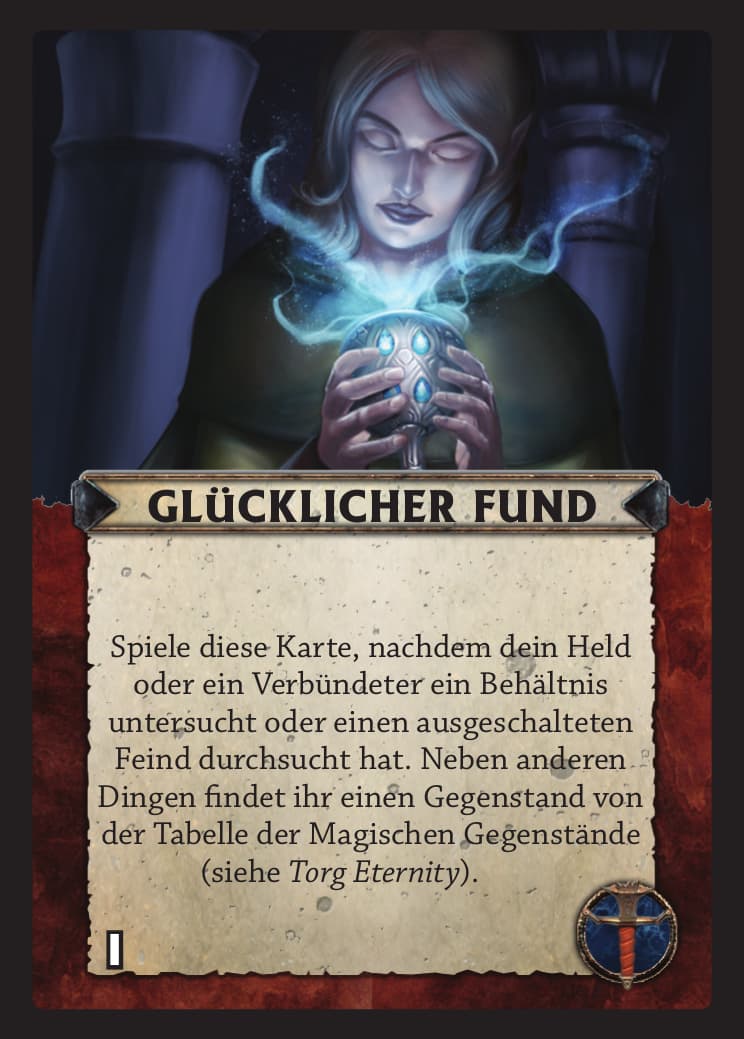 GLÜCKLICHER FUND
Spiele diese Karte, nachdem dein Held
oder ein Verbündeter ein Behältnis
untersucht oder einen ausgeschalteten
Feind durchsucht hat. Neben anderen
Dingen findet ihr einen Gegenstand von
der Tabelle der Magischen Gegenstände
(siehe Torg Eternity).
I